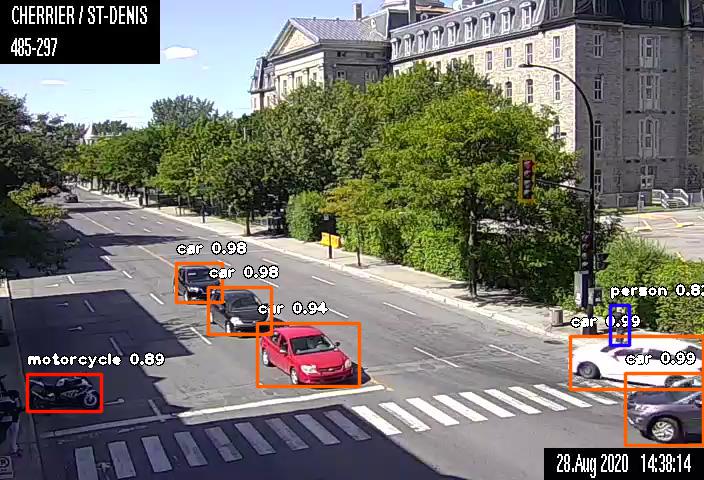 CHERRIER / ST-DENIS
485-297
car 0.98
car 0.98
car 0.94
person 0.82
car 0.99
car 0.99
motorcycle 0.89
28.Aug 2020 14:38:14